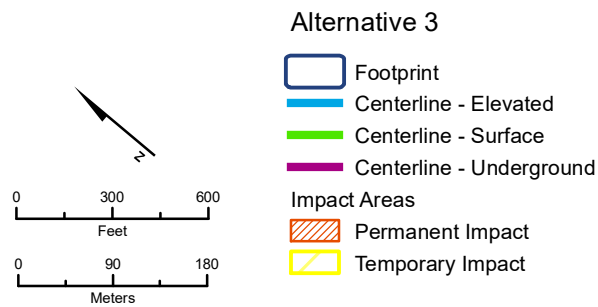 Alternative 3
Footprint
Centerline - Elevated
Centerline - Surface
Centerline - Underground
Impact Areas
Permanent Impact
Temporary Impact
N
0 300 600
Feet
0 90 180
Meters